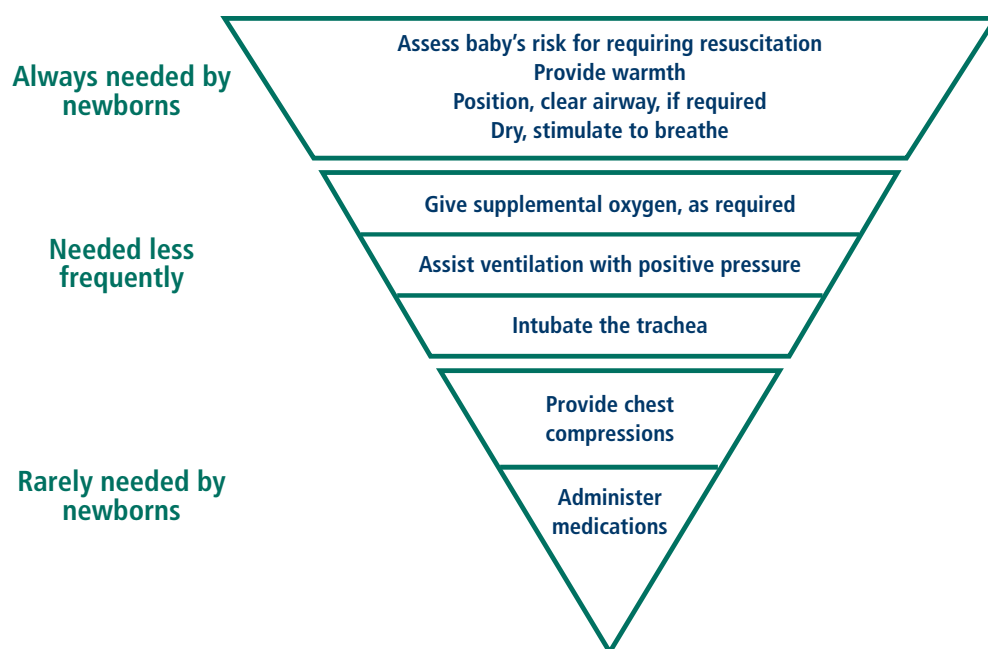 Always needed by
newborns
Assess baby's risk for requiring resuscitation
Provide warmth
Position, clear airway, if required
Dry, stimulate to breathe
Needed less
frequently
Give supplemental oxygen, as required
Assist ventilation with positive pressure
Intubate the trachea
Rarely needed by
newborns
Provide chest
compressions
Administer
medications